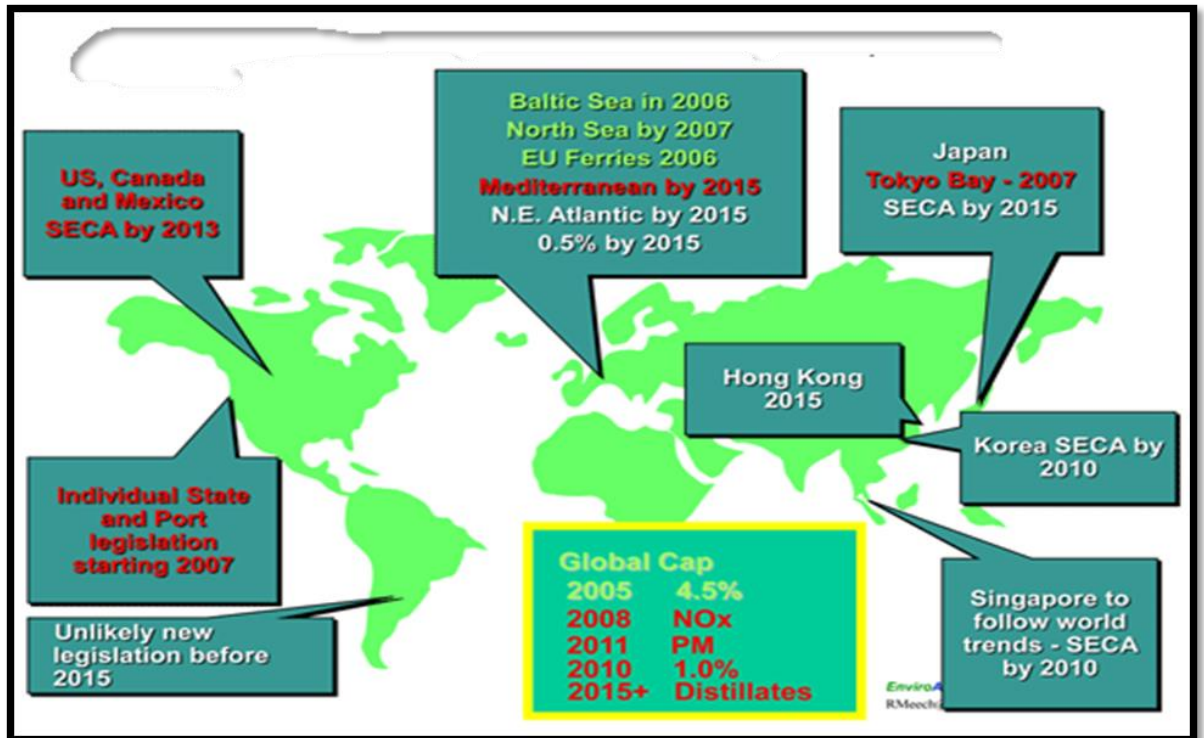 Baltic Sea in 2006
North Sea by 2007
EU Ferries 2006
Mediterranean by 2015
N.E. Atlantic by 2015
0.5% by 2015
US, Canada
and Mexico
SECA by 2013
Japan
Tokyo Bay - 2007
SECA by 2015
Hong Kong
2015
Korea SECA by
2010
Individual State
and Port
legislation
starting 2007
Unlikely new
legislation before
2015
Global Cap
2005 4.5%
2008 NOx
2011 PM
2010 1.0%
2015+ Distillates
Singapore to
follow world
trends - SECA
by 2010